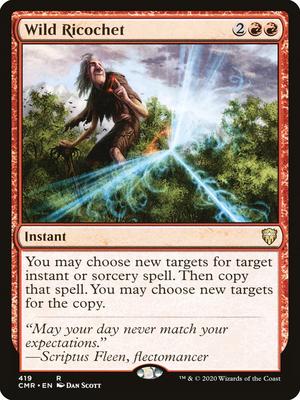 Wild Ricochet 2
Instant
You may choose new targets for target
instant or sorcery spell. Then copy
that spell. You may choose new targets
for the copy.
"May your day never match your
expectations."
—Scriptus Fleen, flectomancer
419 R
CMR • EN Dan Scott ™ & © 2020 Wizards of the Coast